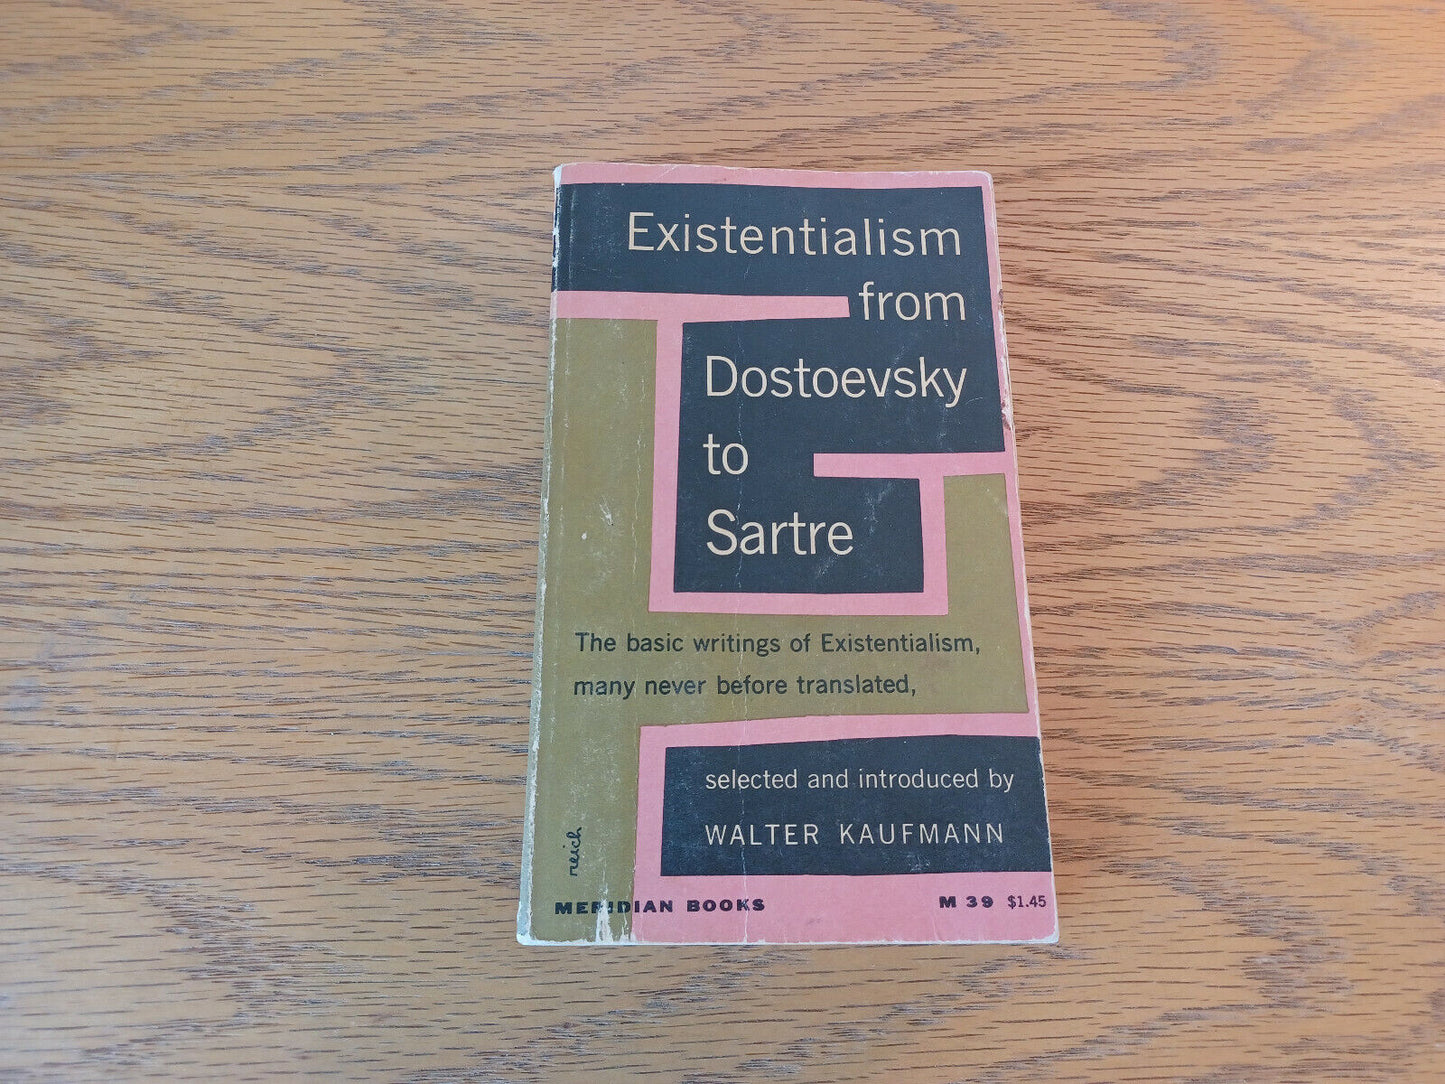 Existentialism
from
Dostoevsky
to
Sartre
The basic writings of Existentialism,
many never before translated,
selected and introduced by
WALTER KAUFMANN
reich
MERIDIAN BOOKS
M 39 $1.45